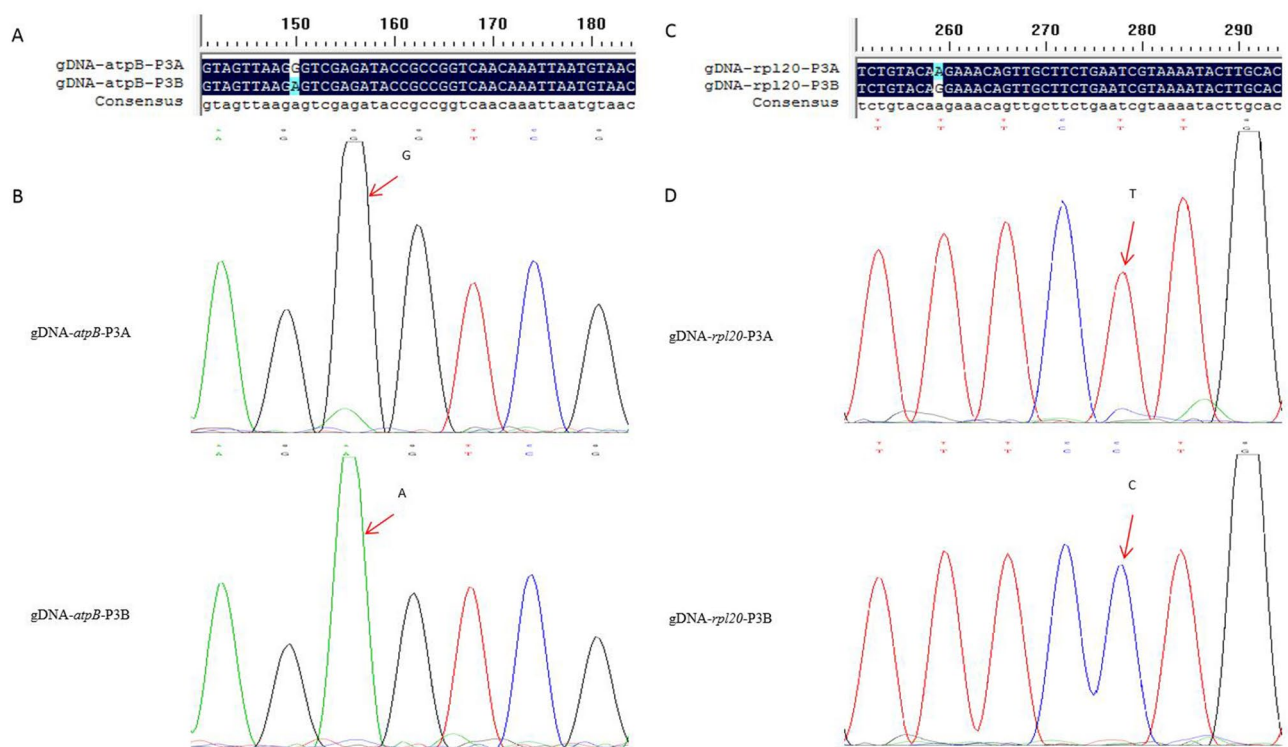 A
150 160 170 180
gDNA-atpB-P3A GTAGTTAAGGGTCGAGATACCGCCGGTCAACAAATTAATGTAAC
gDNA-atpB-P3B GTAGTTAAGAGTCGAGATACCGCCGGTCAACAAATTAATGTAAC
Consensus gtagttaagagtcgagataccgccggtcaacaaattaatgtaac
C
260 270 280 290
gDNA-rpl20-P3A TCTGTACAAGAAACAGTTGCTTCTGAATCGTAAAATACTTGCAC
gDNA-rpl20-P3B TCTGTACAGGAAACAGTTGCTTCTGAATCGTAAAATACTTGCAC
Consensus tctgtacaagaaacagttgcttctgaatcgtaaaatacttgcac
B
A G G G T C G
A G G G T C G
G
gDNA-atpB-P3A
A G A G T C G
A G A G T C G
A
gDNA-atpB-P3B
D
T T T C T T G
T T T C T T G
T
gDNA-rpl20-P3A
T T T C C T G
T T T C C T G
C
gDNA-rpl20-P3B